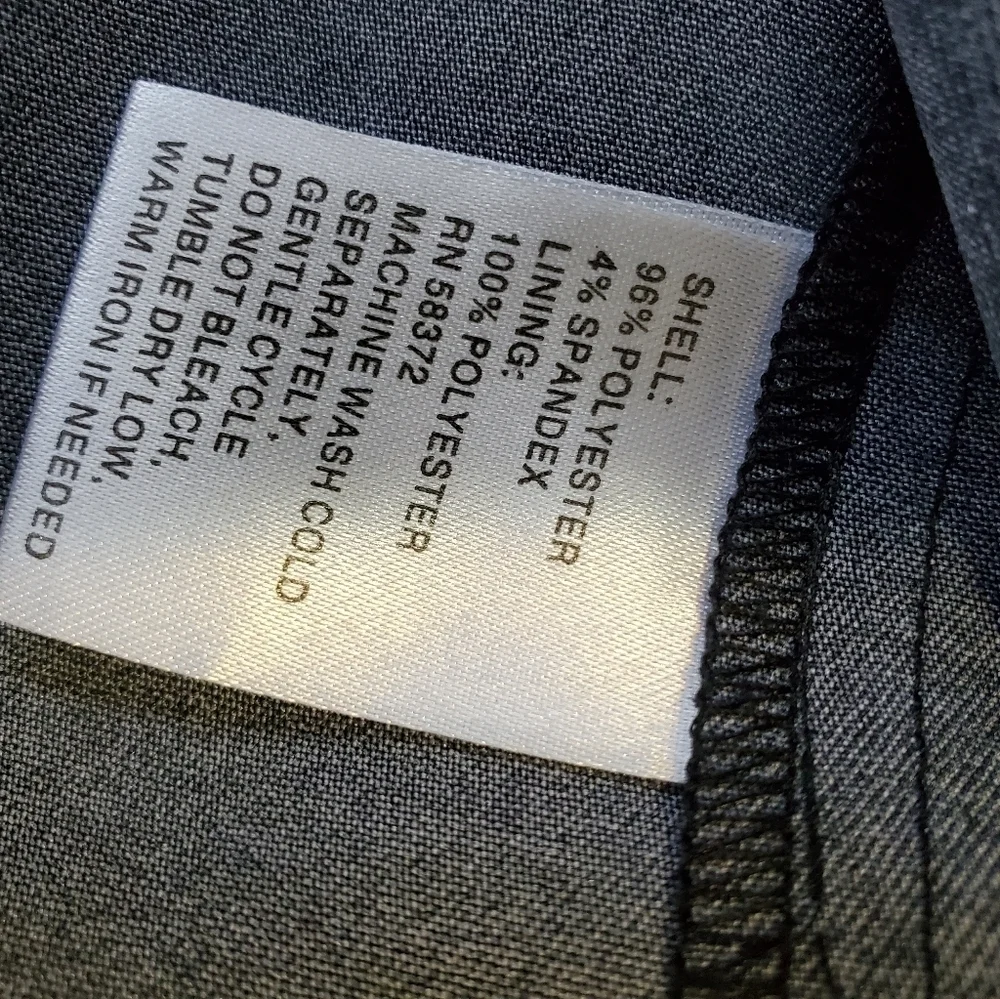 SHELL:
96% POLYESTER
4% SPANDEX
LINING:
100% POLYESTER
RN 58372
MACHINE WASH COLD
SEPARATELY,
GENTLE CYCLE
DO NOT BLEACH,
TUMBLE DRY LOW,
WARM IRON IF NEEDED